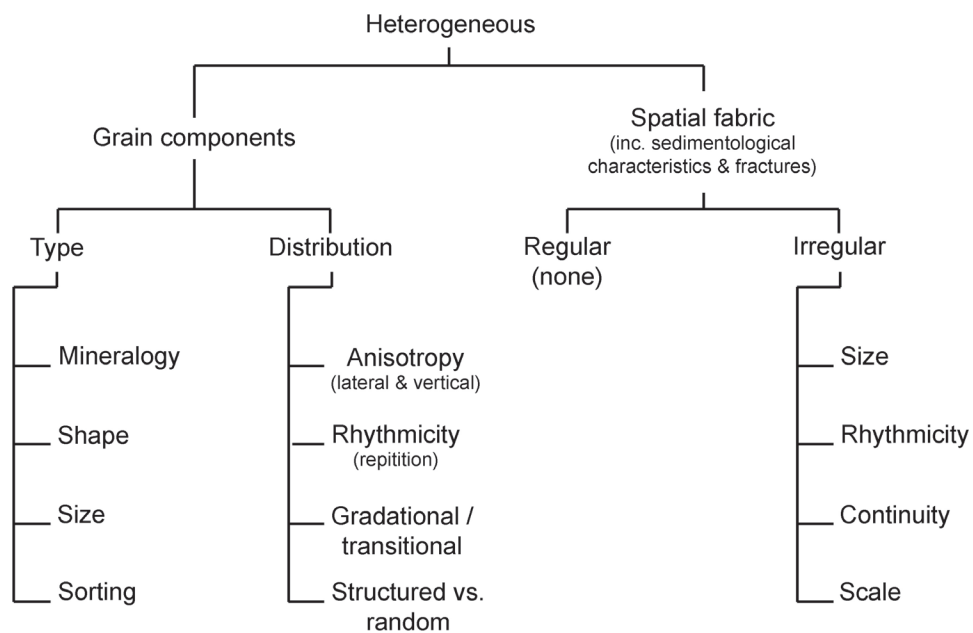 Heterogeneous
Grain components
Spatial fabric
(inc. sedimentological
characteristics & fractures)
Type
Distribution
Regular
(none)
Irregular
Mineralogy
Shape
Size
Sorting
Anisotropy
(lateral & vertical)
Rhythmicity
(repitition)
Gradational /
transitional
Structured vs.
random
Size
Rhythmicity
Continuity
Scale